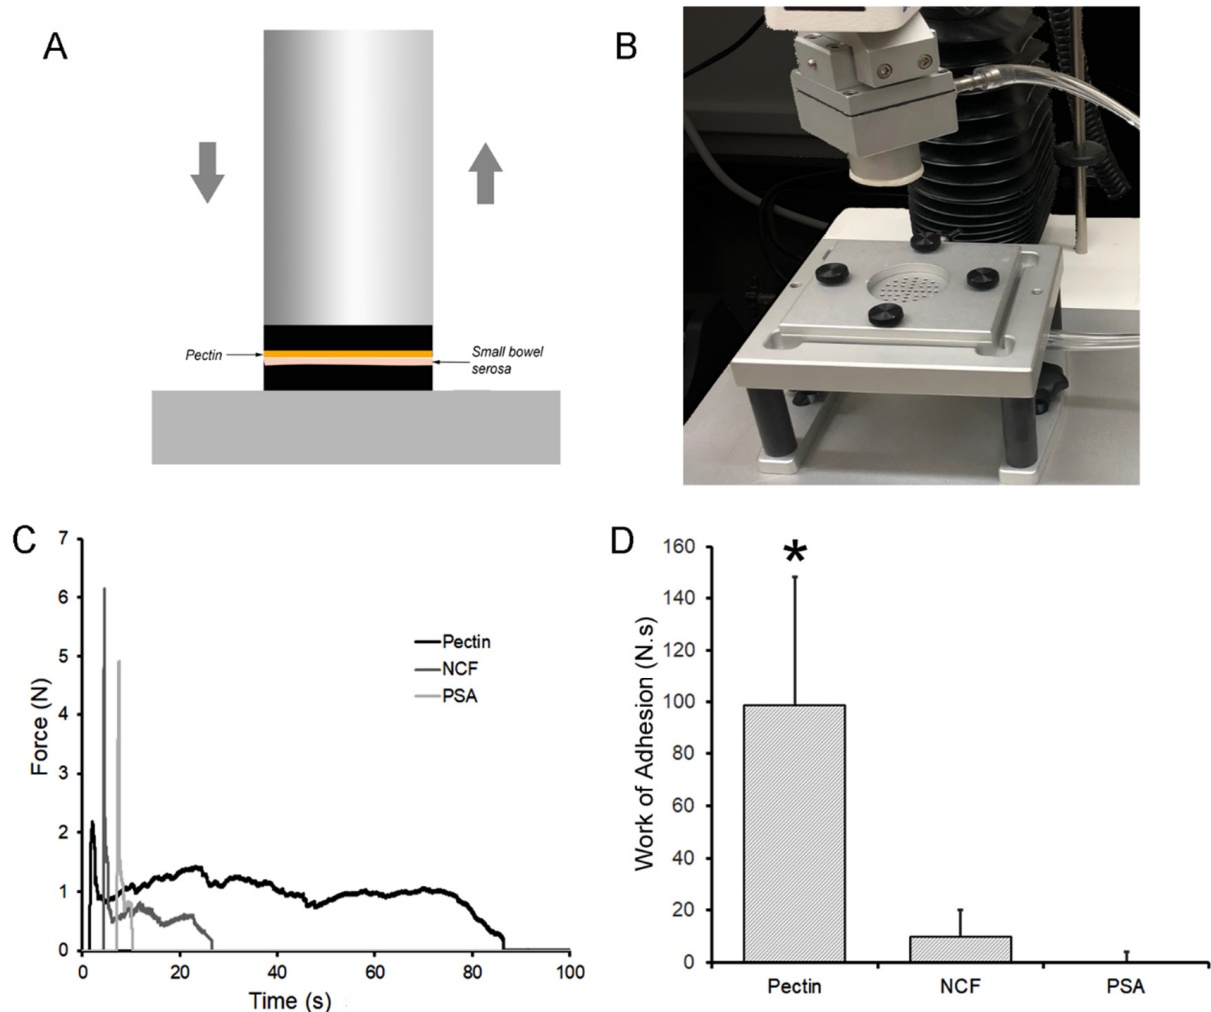 A
B
Pectin
Small bowel
serosa
C
7
6
5
4
3
2
1
0
Force (N)
Pectin
NCF
PSA
0
20
40
60
80
100
Time (s)
D
160
140
120
100
80
60
40
20
0
Work of Adhesion (N.s)
*
Pectin
NCF
PSA